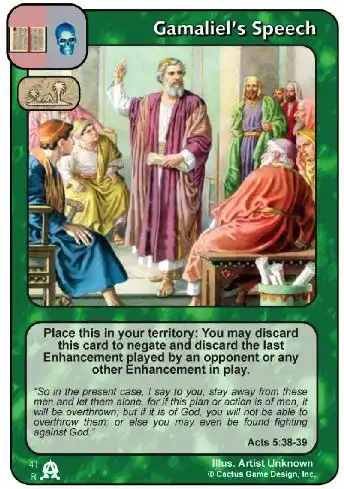 Gamaliel's Speech
Place this in your territory: You may discard
this card to negate and discard the last
Enhancement played by an opponent or any
other Enhancement in play.
"So in the present case, I say to you, stay away from these
men and let them alone, for if this plan or action is of men, it
will be overthrown; but if it is of God, you will not be able to
overthrow them; or else you may even be found fighting
against God."
Acts 5:38-39
41
R
Illus. Artist Unknown
© Cactus Game Design, Inc.